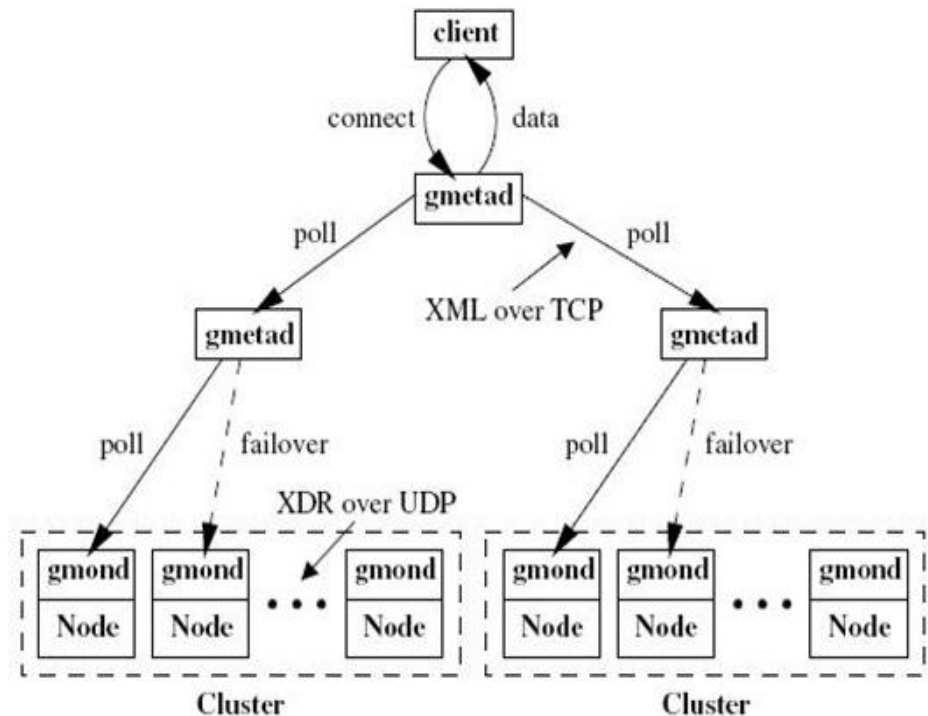 client
connect
data
gmetad
poll
poll
XML over TCP
gmetad
gmetad
poll
failover
poll
failover
XDR over UDP
gmond
gmond
gmond
gmond
gmond
gmond
Node
Node
Node
Node
Node
Node
Cluster
Cluster